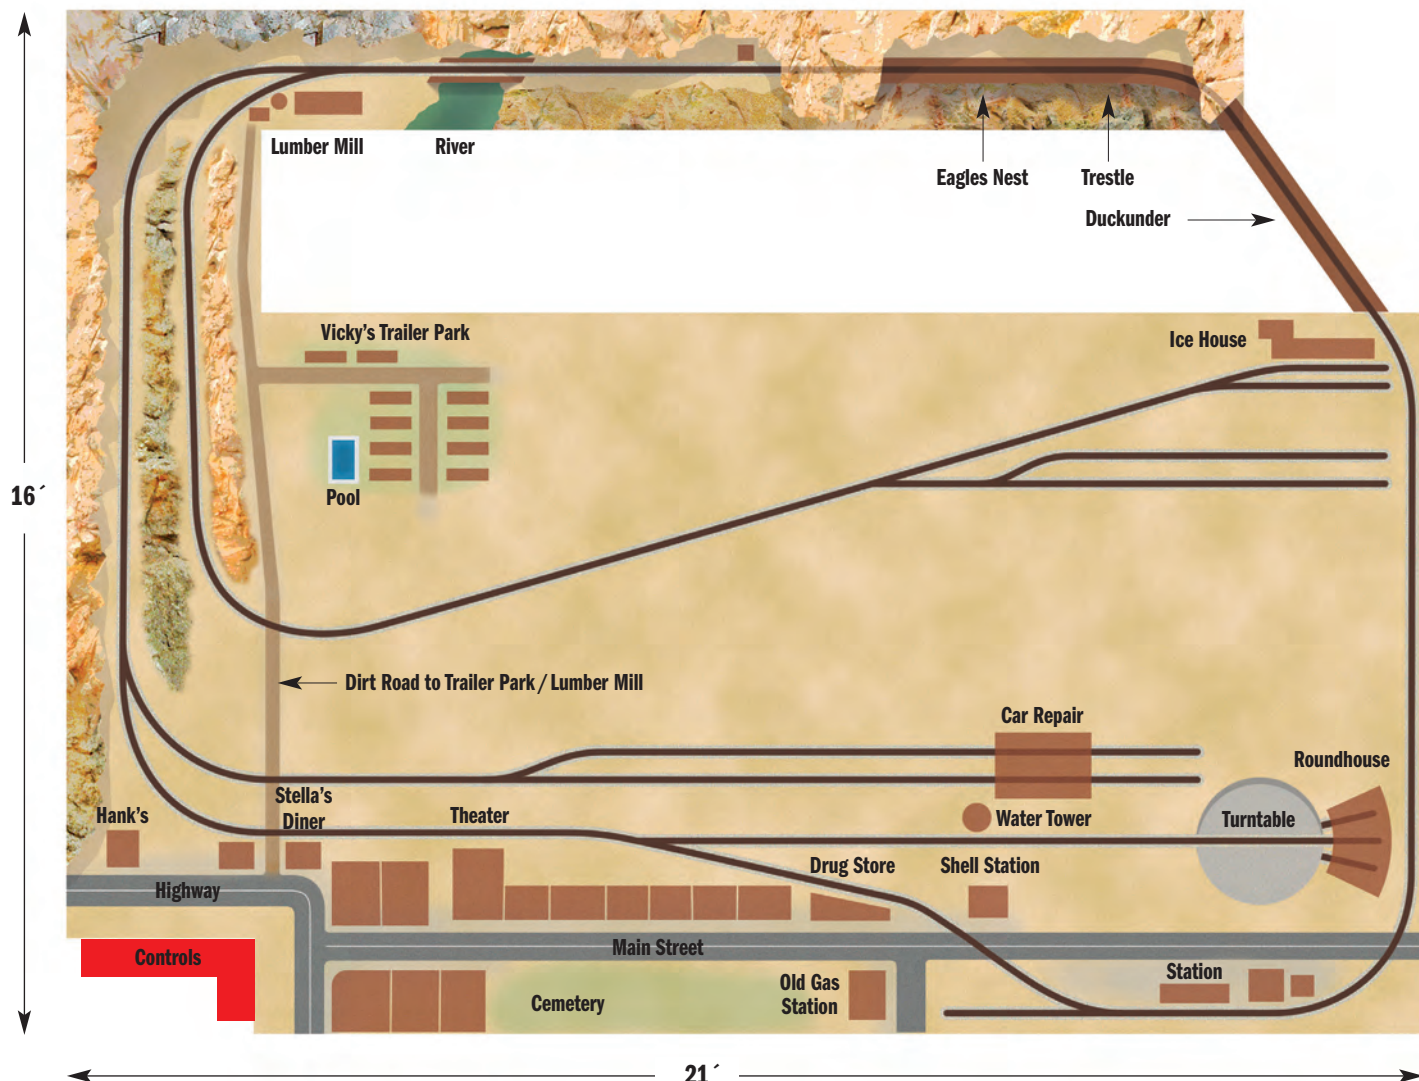 Lumber Mill
River
Eagles Nest
Trestle
Duckunder
Vicky's Trailer Park
Ice House
16´
Pool
Dirt Road to Trailer Park / Lumber Mill
Car Repair
Roundhouse
Hank's
Stella's
Diner
Theater
Water Tower
Turntable
Drug Store
Shell Station
Highway
Main Street
Controls
Cemetery
Old Gas
Station
Station
21´